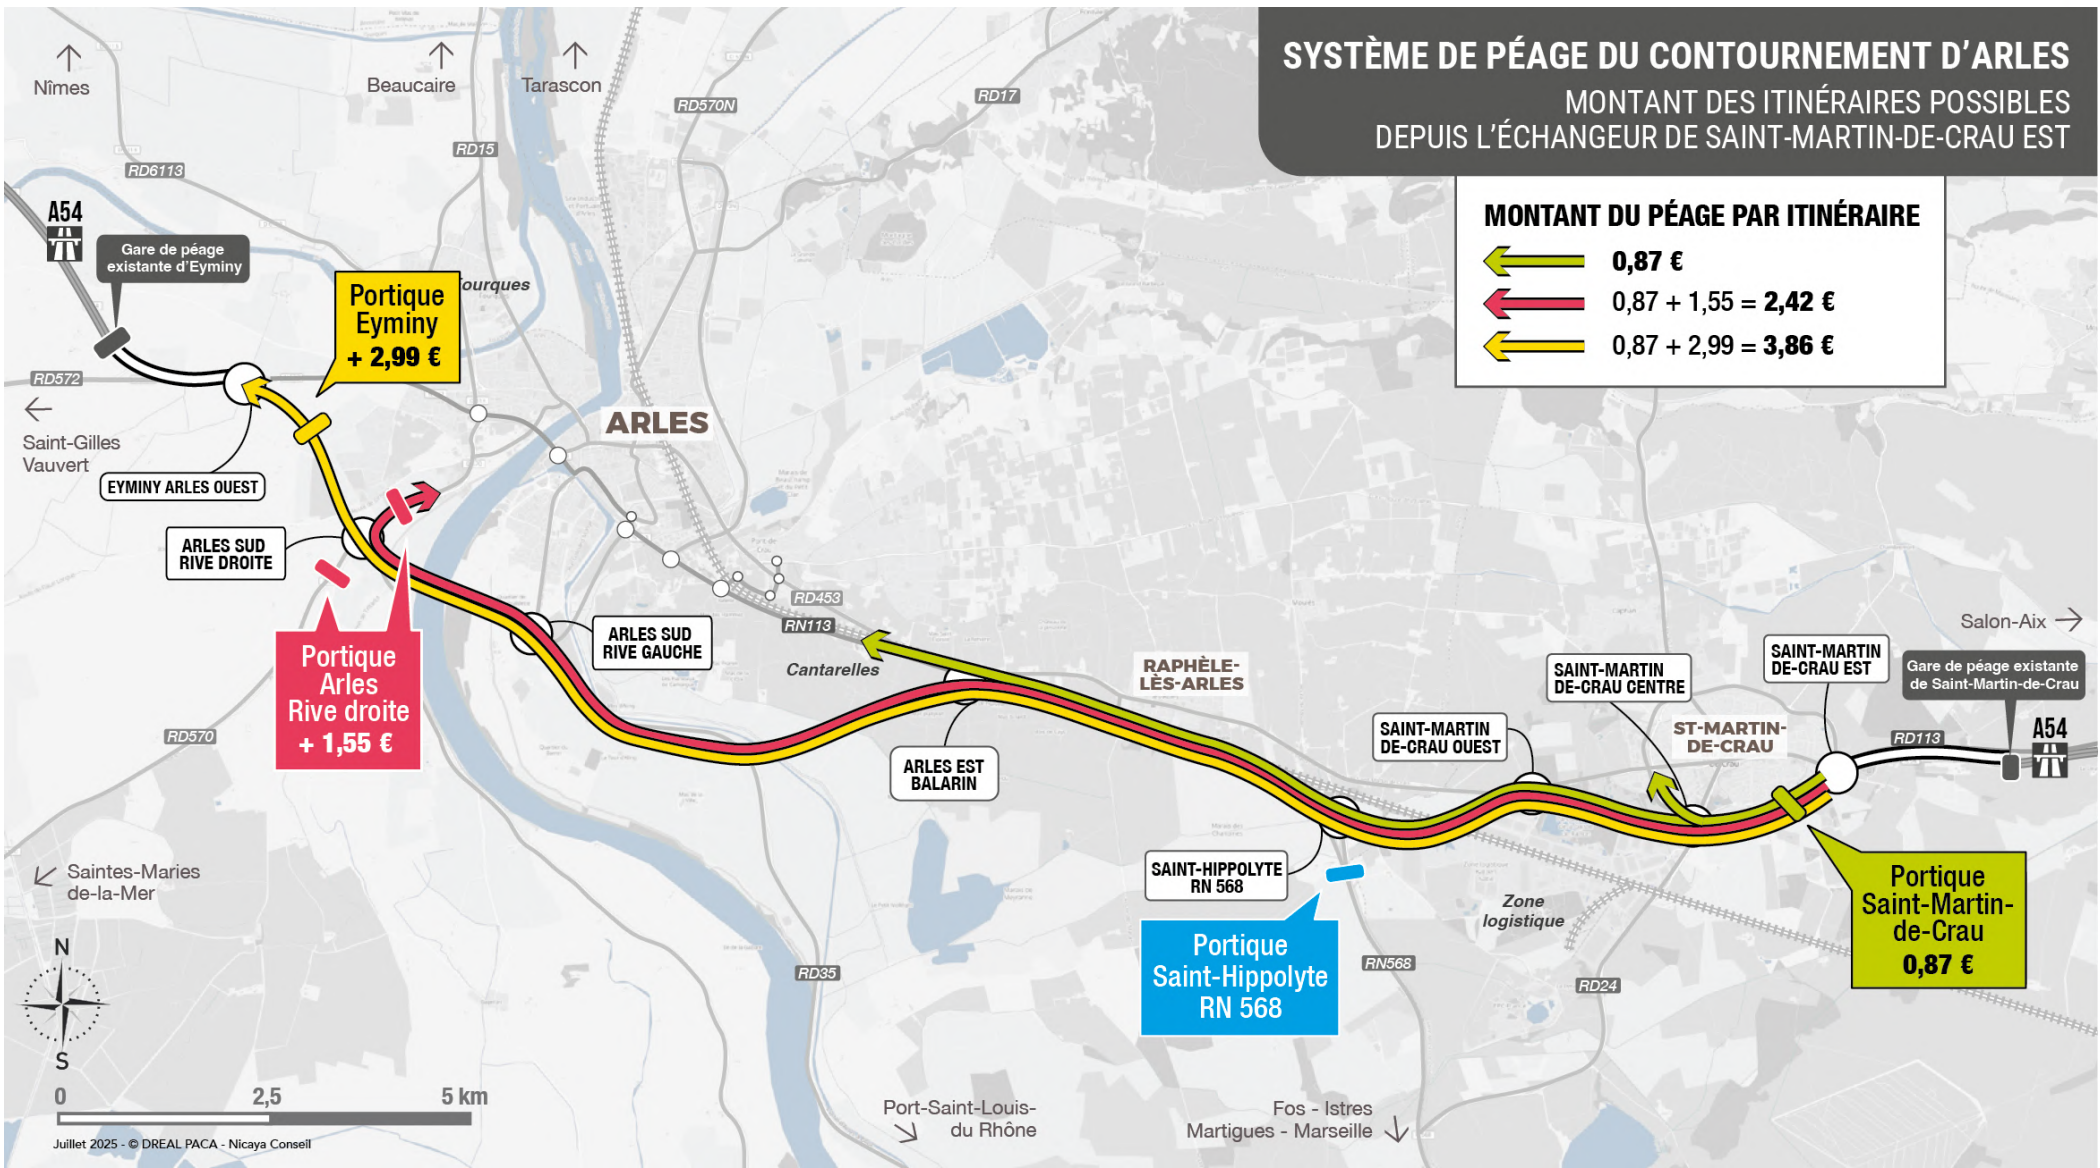 SYSTÈME DE PÉAGE DU CONTOURNEMENT D'ARLES
MONTANT DES ITINÉRAIRES POSSIBLES
DEPUIS L'ÉCHANGEUR DE SAINT-MARTIN-DE-CRAU EST
MONTANT DU PÉAGE PAR ITINÉRAIRE
0,87 €
0,87 + 1,55 = 2,42 €
0,87 + 2,99 = 3,86 €
Nîmes
Beaucaire
Tarascon
RD570N
RD17
RD15
RD6113
A54
Gare de péage
existante d'Eyminy
Portique
Eyminy
+ 2,99 €
ourques
RD572
Saint-Gilles
Vauvert
ARLES
EYMINY ARLES OUEST
ARLES SUD
RIVE DROITE
Portique
Arles
Rive droite
+ 1,55 €
RD570
ARLES SUD
RIVE GAUCHE
RD453
RN113
Cantarelles
RAPHÈLE-
LÈS-ARLES
ARLES EST
BALARIN
SAINT-MARTIN
DE-CRAU OUEST
SAINT-MARTIN
DE-CRAU CENTRE
SAINT-MARTIN
DE-CRAU EST
ST-MARTIN-
DE-CRAU
Salon-Aix
Gare de péage existante
de Saint-Martin-de-Crau
RD113
A54
SAINT-HIPPOLYTE
RN 568
Portique
Saint-Hippolyte
RN 568
Zone
logistique
RN568
RD24
Portique
Saint-Martin-
de-Crau
0,87 €
Saintes-Maries
de-la-Mer
RD35
N
S
0
2,5
5 km
Port-Saint-Louis-
du Rhône
Fos - Istres
Martigues - Marseille
Juillet 2025 - © DREAL PACA - Nicaya Conseil